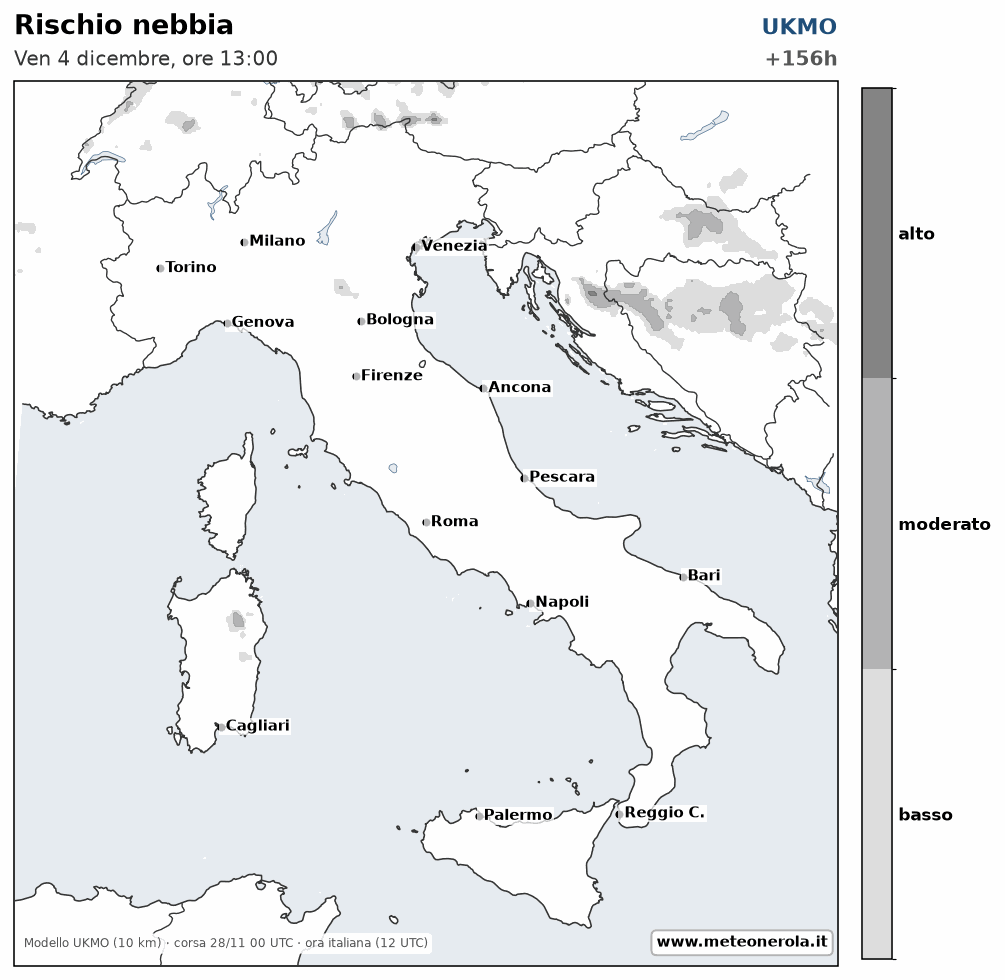 Rischio nebbia
UKMO
Ven 4 dicembre, ore 13:00
+156h
alto
moderato
basso
Milano
Venezia
Torino
Genova
Bologna
Firenze
Ancona
Pescara
Roma
Bari
Napoli
Cagliari
Palermo
Reggio C.
Modello UKMO (10 km) · corsa 28/11 00 UTC · ora italiana (12 UTC)
www.meteonerola.it